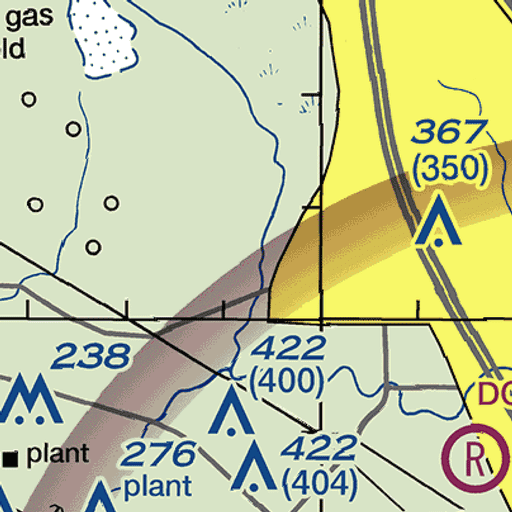 gas
ld
367
(350)
238
422
(400)
plant
276
plant
422
(404)
DG
R